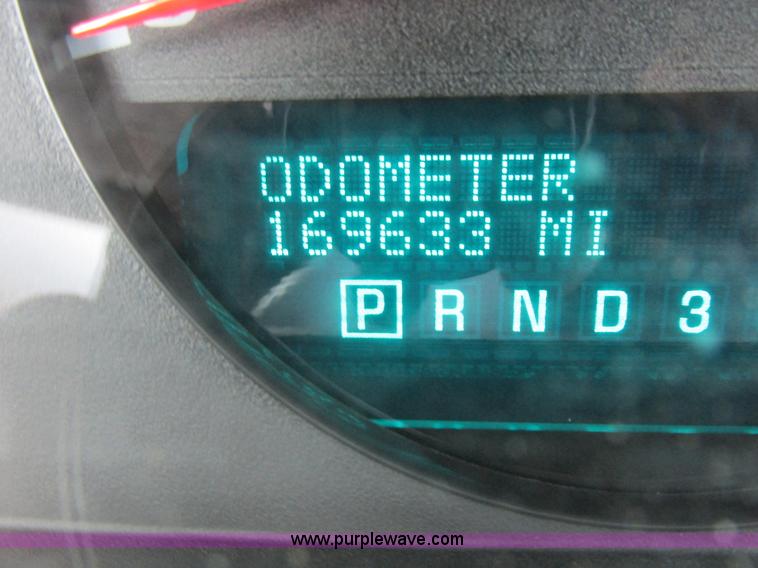 ODOMETER
169633 MI
P R N D 3
www.purplewave.com